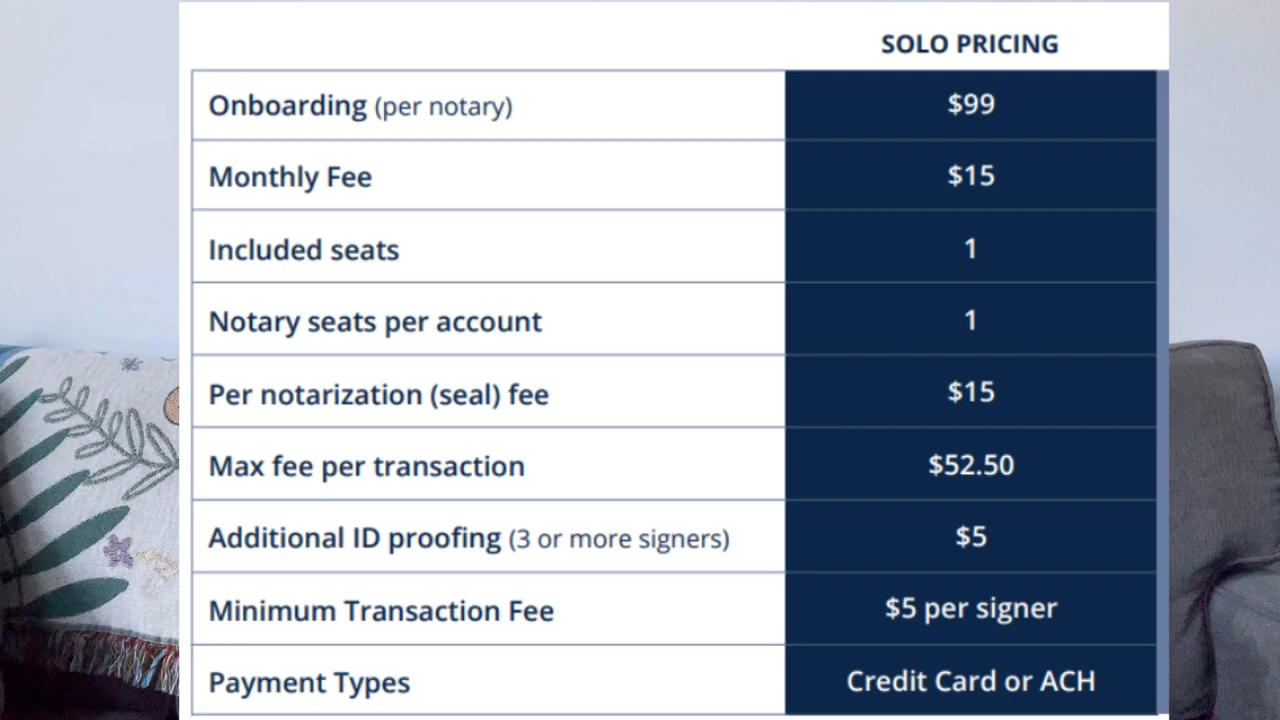 SOLO PRICING
Onboarding (per notary) $99
Monthly Fee $15
Included seats 1
Notary seats per account 1
Per notarization (seal) fee $15
Max fee per transaction $52.50
Additional ID proofing (3 or more signers) $5
Minimum Transaction Fee $5 per signer
Payment Types Credit Card or ACH